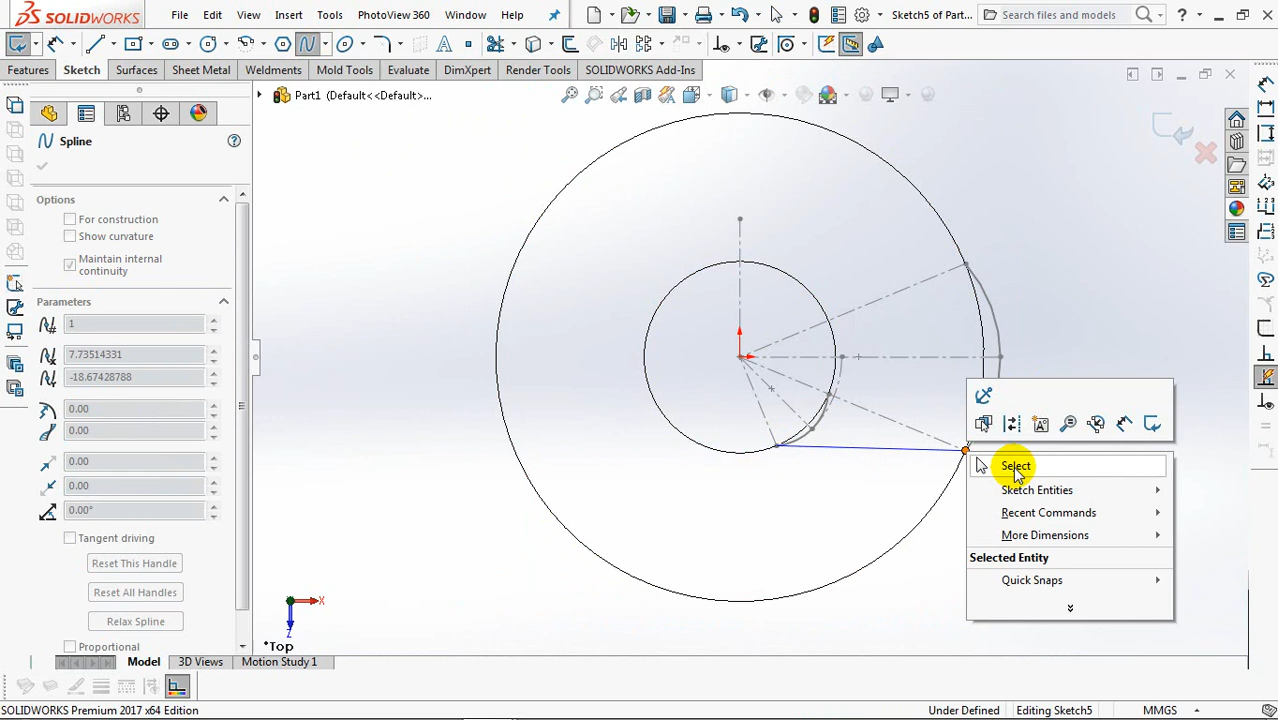 SOLIDWORKS File Edit View Insert Tools PhotoView 360 Window Help Sketch5 of Part... Search files and models ?
Features Sketch Surfaces Sheet Metal Weldments Mold Tools Evaluate DimXpert Render Tools SOLIDWORKS Add-Ins
Part1 (Default<<Default>...
Spline
Options
For construction
Show curvature
Maintain internal
continuity
Parameters
1
7.73514331
-18.67428788
0.00
0.00
0.00
0.00
0.00°
Tangent driving
Reset This Handle
Reset All Handles
Relax Spline
Proportional
Select
Sketch Entities
Recent Commands
More Dimensions
Selected Entity
Quick Snaps
X
Z
*Top
Model 3D Views Motion Study 1
SOLIDWORKS Premium 2017 x64 Edition Under Defined Editing Sketch5 MMGS